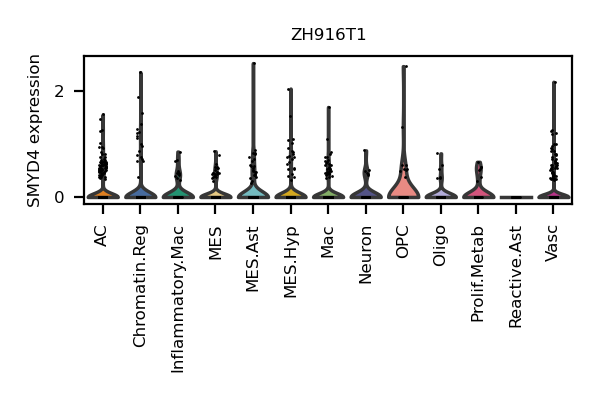 ZH916T1
SMYD4 expression
2
0
AC
Chromatin.Reg
Inflammatory.Mac
MES
MES.Ast
MES.Hyp
Mac
Neuron
OPC
Oligo
Prolif.Metab
Reactive.Ast
Vasc